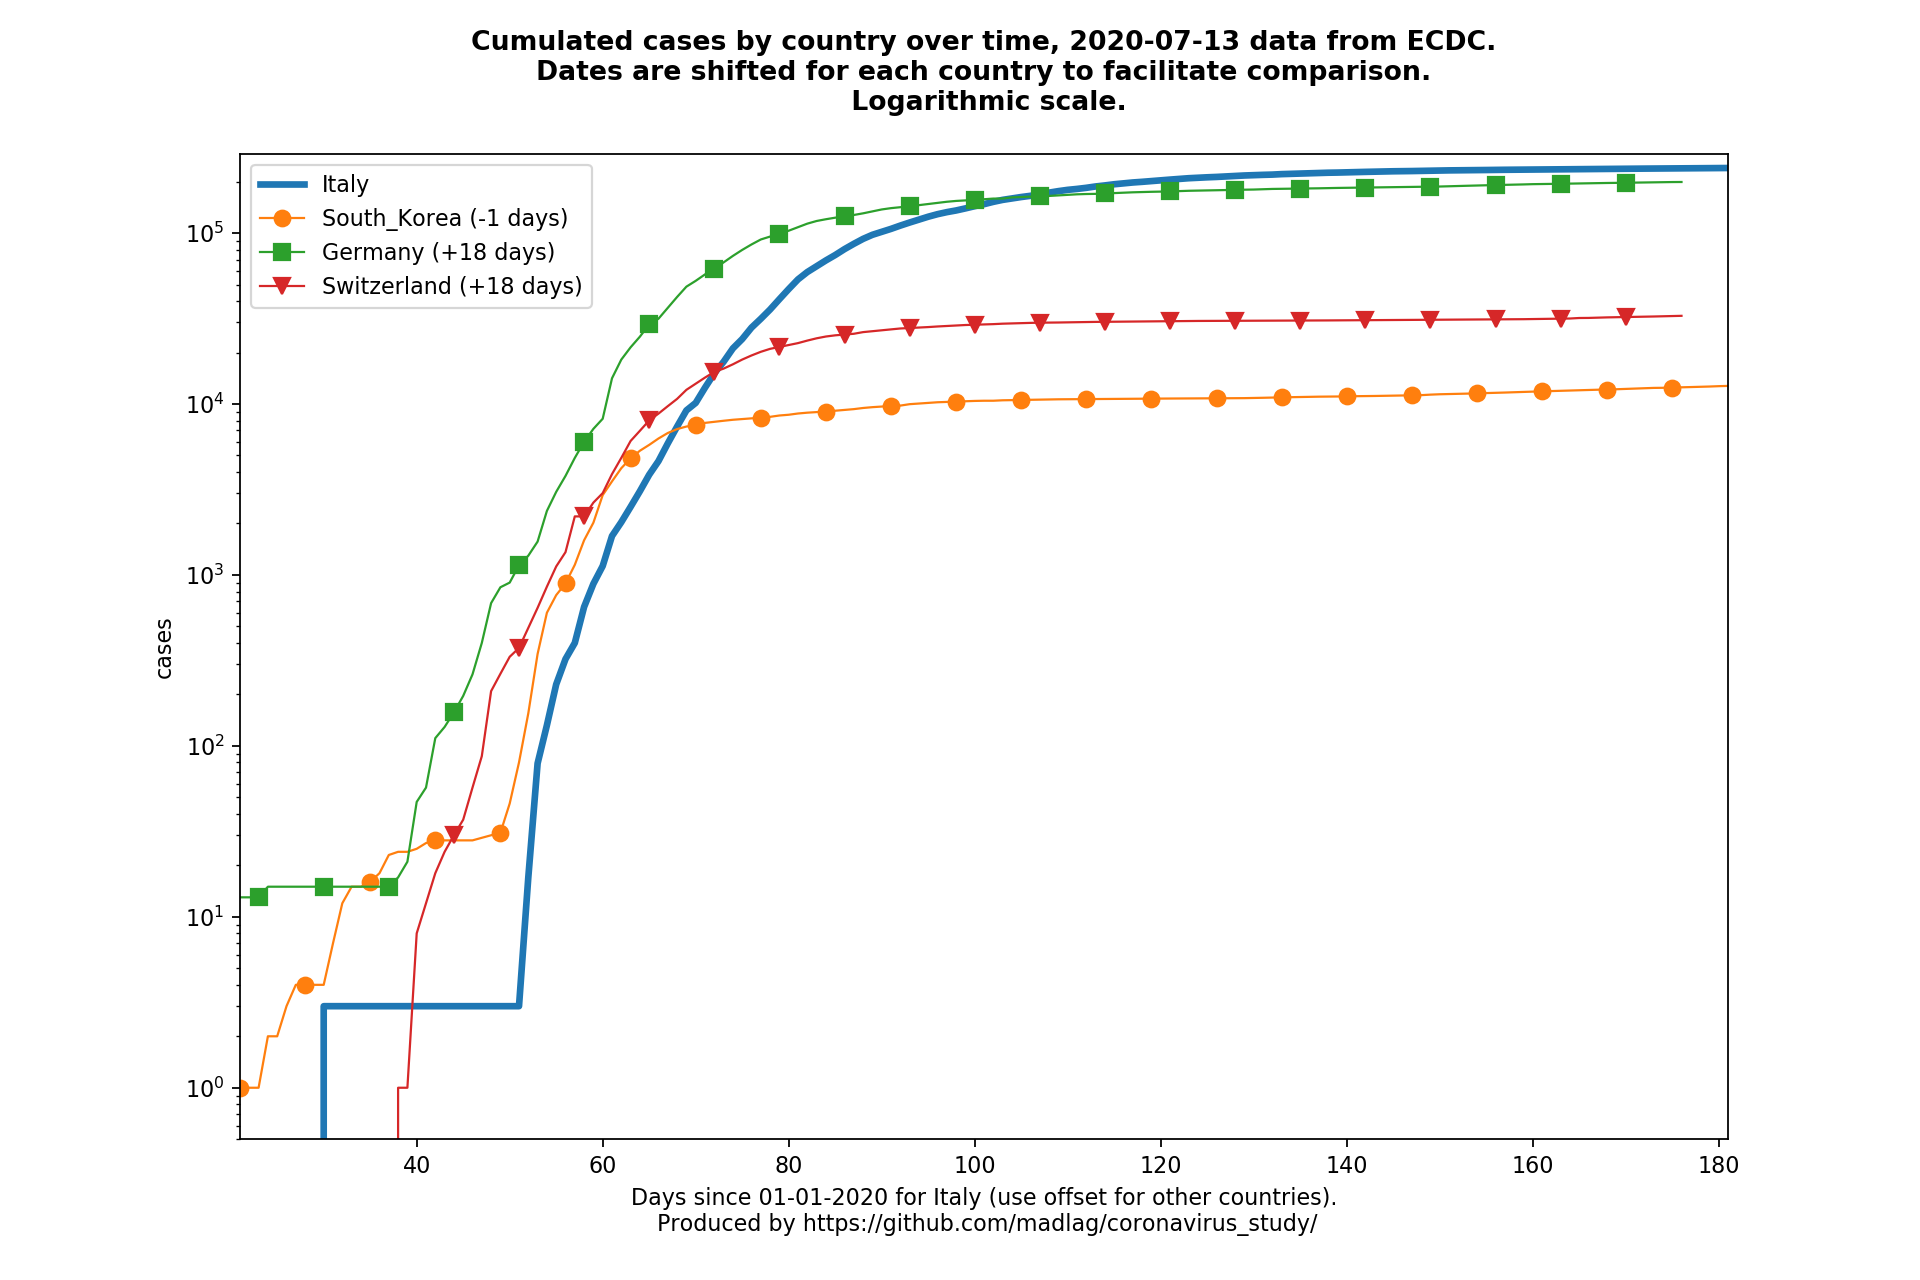 Cumulated cases by country over time, 2020-07-13 data from ECDC.
Dates are shifted for each country to facilitate comparison.
Logarithmic scale.
Italy
South_Korea (-1 days)
Germany (+18 days)
Switzerland (+18 days)
cases
10^5
10^4
10^3
10^2
10^1
10^0
40 60 80 100 120 140 160 180
Days since 01-01-2020 for Italy (use offset for other countries).
Produced by https://github.com/madlag/coronavirus_study/